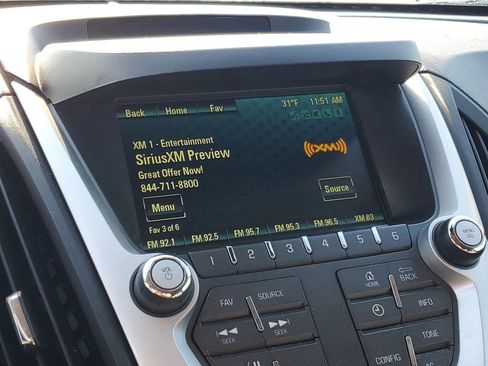 Back Home Fav 31°F 11:51 AM
XM 1 - Entertainment
SiriusXM Preview
((XM))
Great Offer Now!
844-711-8800
Menu
Source
Fav 3 of 6
FM 92.1 FM 92.5 FM 95.7 FM 95.3 FM 96.5 XM 63
1 2 3 4 5 6
VOL
MENU
SEL
FAV SOURCE
HOME BACK
SEEK SEEK
INFO
TONE
CONFIG